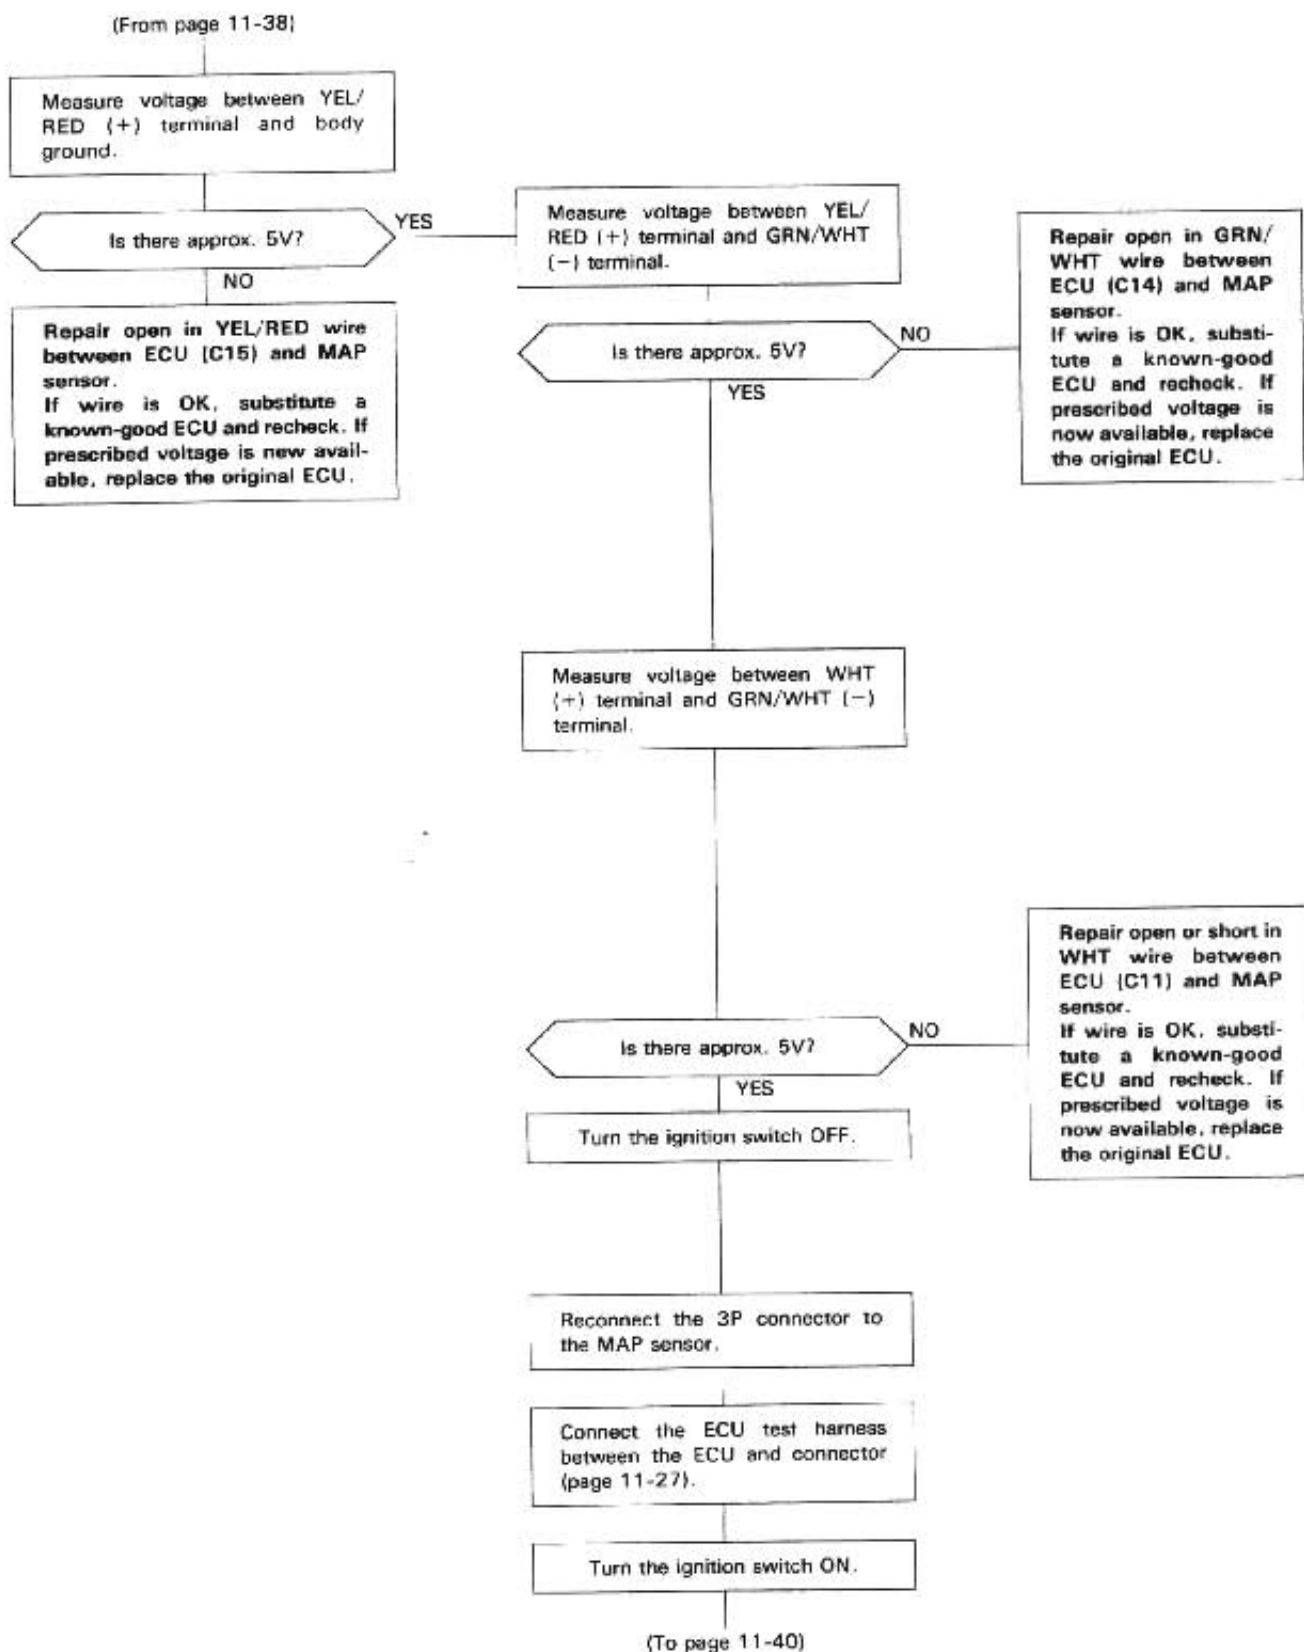 (From page 11-38)
Measure voltage between YEL/
RED (+) terminal and body
ground.
Is there approx. 5V?
YES
NO
Repair open in YEL/RED wire
between ECU (C15) and MAP
sensor.
If wire is OK, substitute a
known-good ECU and recheck. If
prescribed voltage is new avail-
able, replace the original ECU.
Measure voltage between YEL/
RED (+) terminal and GRN/WHT
(−) terminal.
Is there approx. 5V?
NO
YES
Repair open in GRN/
WHT wire between
ECU (C14) and MAP
sensor.
If wire is OK, substi-
tute a known-good
ECU and recheck. If
prescribed voltage is
now available, replace
the original ECU.
Measure voltage between WHT
(+) terminal and GRN/WHT (−)
terminal.
Is there approx. 5V?
NO
YES
Repair open or short in
WHT wire between
ECU (C11) and MAP
sensor.
If wire is OK, substi-
tute a known-good
ECU and recheck. If
prescribed voltage is
now available, replace
the original ECU.
Turn the ignition switch OFF.
Reconnect the 3P connector to
the MAP sensor.
Connect the ECU test harness
between the ECU and connector
(page 11-27).
Turn the ignition switch ON.
(To page 11-40)